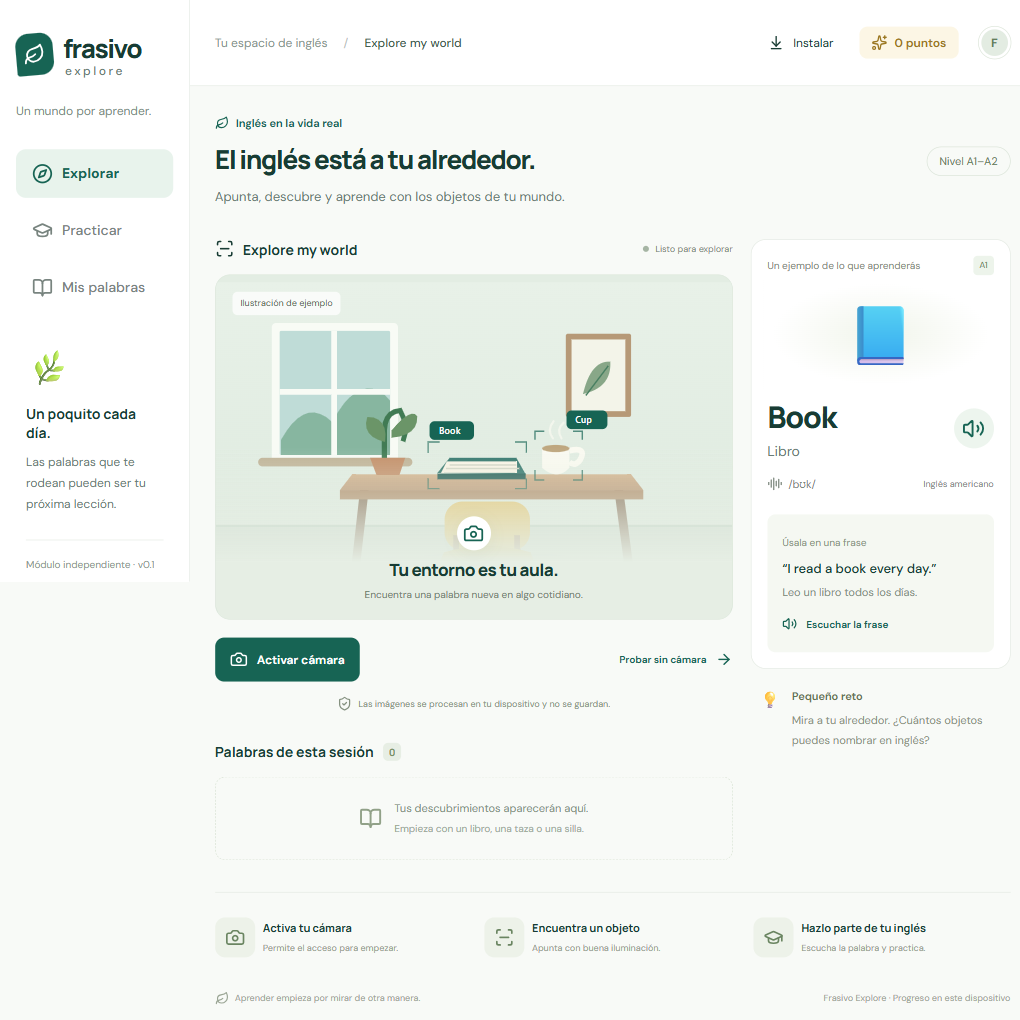 frasivo
explore
Un mundo por aprender.
Explorar
Practicar
Mis palabras
Un poquito cada
día.
Las palabras que te
rodean pueden ser tu
próxima lección.
Módulo independiente · v0.1
Tu espacio de inglés / Explore my world
Instalar
0 puntos
F
Inglés en la vida real
El inglés está a tu alrededor.
Apunta, descubre y aprende con los objetos de tu mundo.
Nivel A1–A2
Explore my world
Listo para explorar
Ilustración de ejemplo
Book
Cup
Tu entorno es tu aula.
Encuentra una palabra nueva en algo cotidiano.
Activar cámara
Probar sin cámara
Las imágenes se procesan en tu dispositivo y no se guardan.
Palabras de esta sesión 0
Tus descubrimientos aparecerán aquí.
Empieza con un libro, una taza o una silla.
Un ejemplo de lo que aprenderás
A1
Book
Libro
/bʊk/
Inglés americano
Úsala en una frase
“I read a book every day.”
Leo un libro todos los días.
Escuchar la frase
Pequeño reto
Mira a tu alrededor. ¿Cuántos objetos
puedes nombrar en inglés?
Activa tu cámara
Permite el acceso para empezar.
Encuentra un objeto
Apunta con buena iluminación.
Hazlo parte de tu inglés
Escucha la palabra y practica.
Aprender empieza por mirar de otra manera.
Frasivo Explore · Progreso en este dispositivo